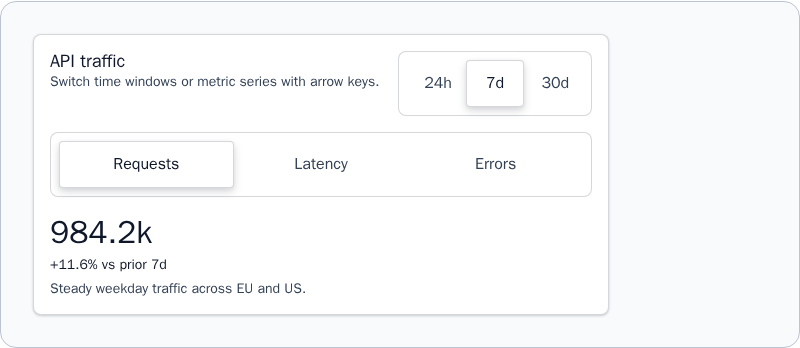 API traffic
Switch time windows or metric series with arrow keys.
24h
7d
30d
Requests
Latency
Errors
984.2k
+11.6% vs prior 7d
Steady weekday traffic across EU and US.